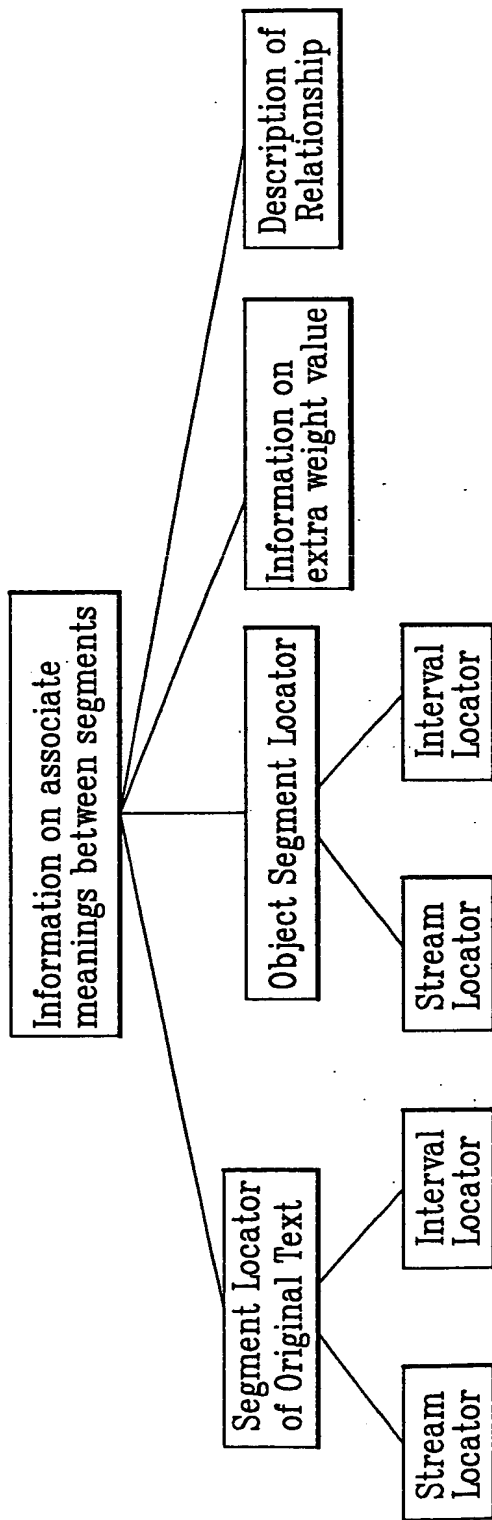 Information on associate
meanings between segments
Segment Locator
of Original Text
Object Segment Locator
Information on
extra weight value
Description of
Relationship
Stream
Locator
Interval
Locator
Stream
Locator
Interval
Locator